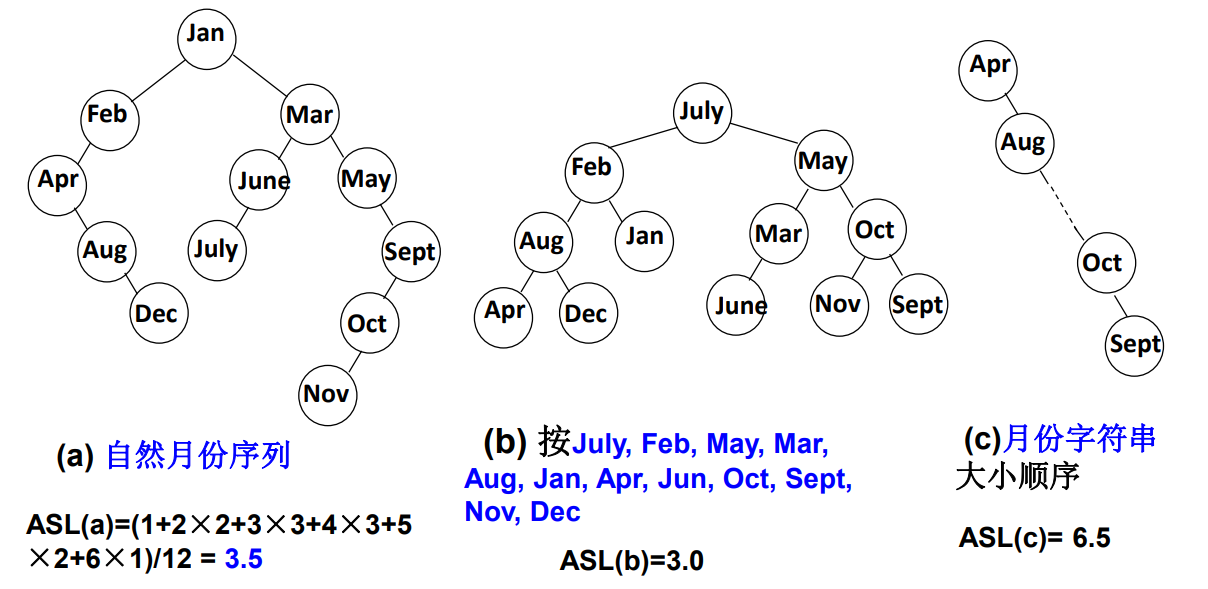 Jan
Feb
Mar
Apr
June
May
Aug
July
Sept
Dec
Oct
Nov
(a) 自然月份序列
ASL(a)=(1+2×2+3×3+4×3+5
×2+6×1)/12 = 3.5
July
Feb
May
Aug
Jan
Mar
Oct
Apr
Dec
June
Nov
Sept
(b) 按July, Feb, May, Mar,
Aug, Jan, Apr, Jun, Oct, Sept,
Nov, Dec
ASL(b)=3.0
Apr
Aug
Oct
Sept
(c)月份字符串
大小顺序
ASL(c)= 6.5